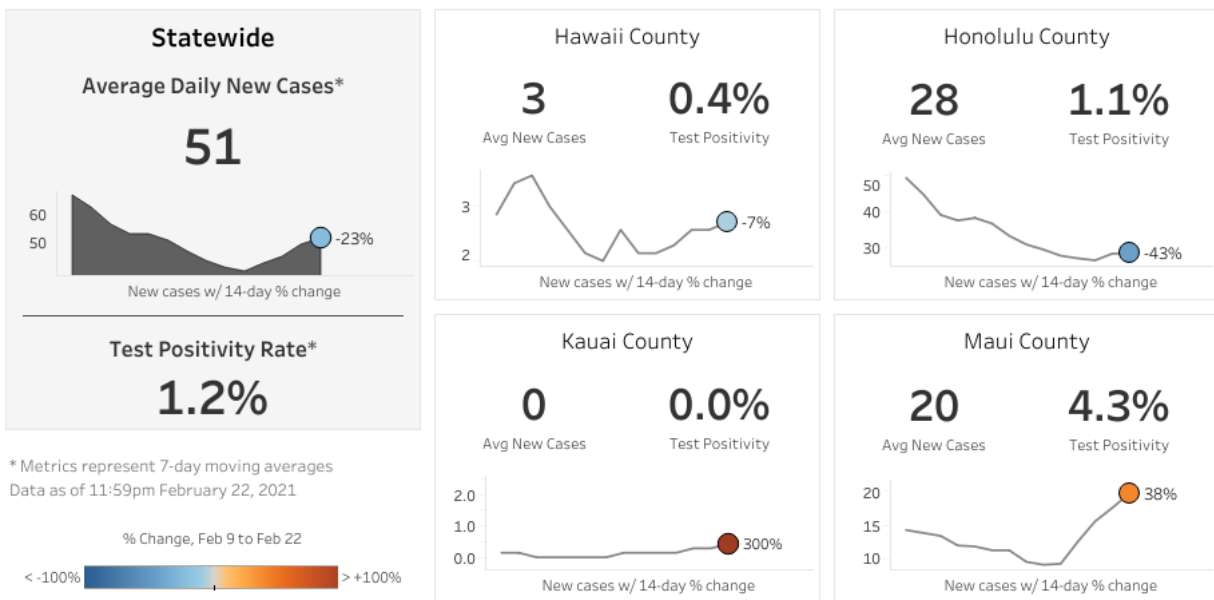 Statewide
Average Daily New Cases*
51
60
50
-23%
New cases w/ 14-day % change
Test Positivity Rate*
1.2%
* Metrics represent 7-day moving averages
Data as of 11:59pm February 22, 2021
% Change, Feb 9 to Feb 22
< -100%
> +100%
Hawaii County
3
0.4%
Avg New Cases
Test Positivity
3
2
-7%
New cases w/ 14-day % change
Honolulu County
28
1.1%
Avg New Cases
Test Positivity
50
40
30
-43%
New cases w/ 14-day % change
Kauai County
0
0.0%
Avg New Cases
Test Positivity
2.0
1.0
0.0
300%
New cases w/ 14-day % change
Maui County
20
4.3%
Avg New Cases
Test Positivity
20
15
10
38%
New cases w/ 14-day % change